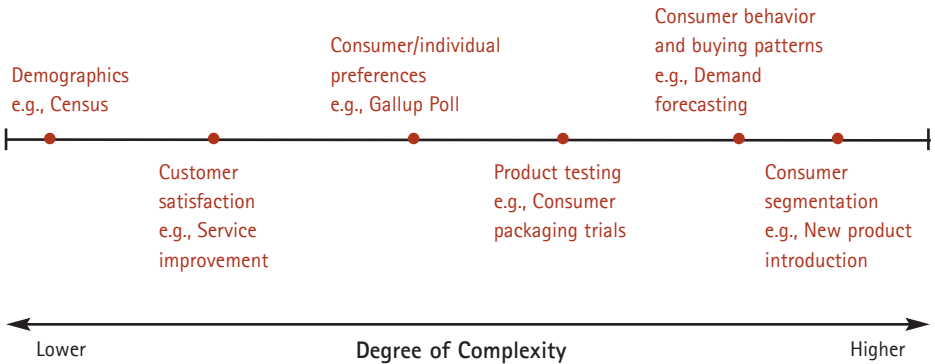 Demographics
e.g., Census
Customer
satisfaction
e.g., Service
improvement
Consumer/individual
preferences
e.g., Gallup Poll
Product testing
e.g., Consumer
packaging trials
Consumer behavior
and buying patterns
e.g., Demand
forecasting
Consumer
segmentation
e.g., New product
introduction
Lower
Degree of Complexity
Higher